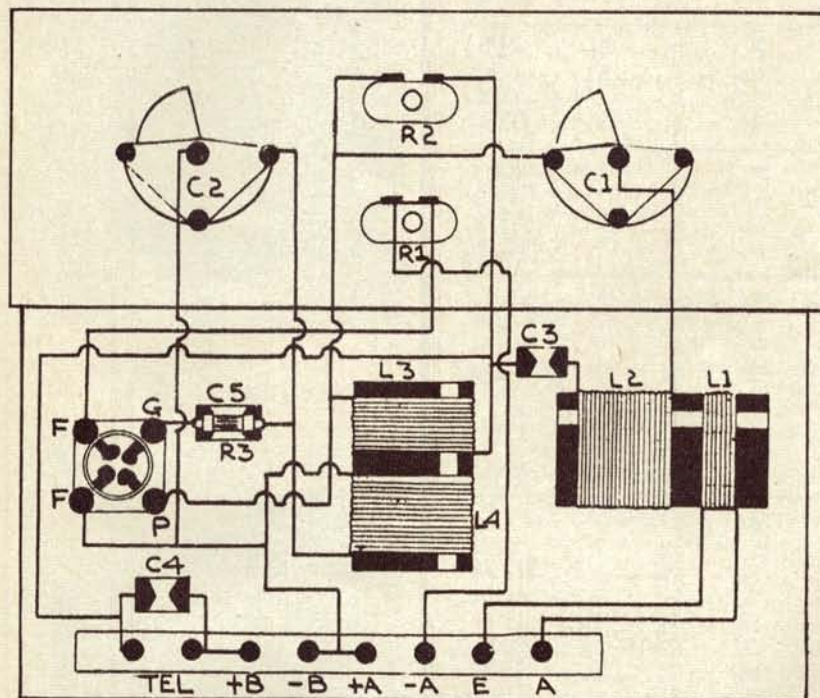 R2
C2
C1
R1
C3
L3
L2 L1
C5
G
F
R3
F
P
L4
C4
TEL +B -B +A -A E A